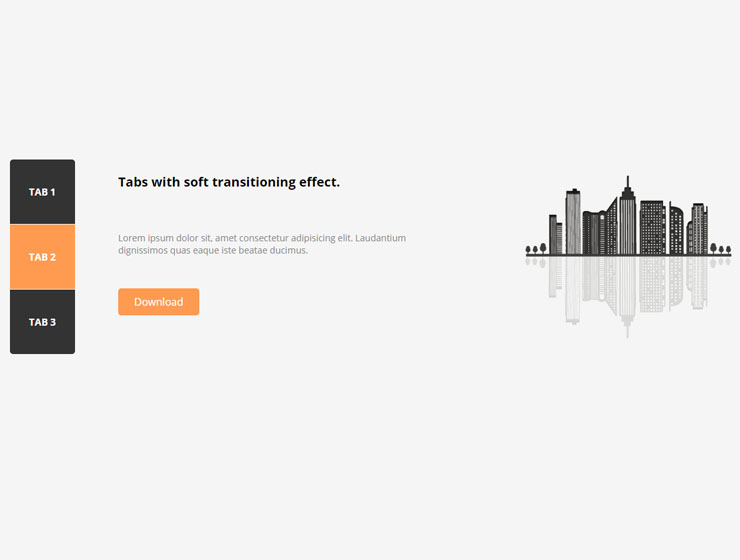 TAB 1
TAB 2
TAB 3
Tabs with soft transitioning effect.
Lorem ipsum dolor sit, amet consectetur adipisicing elit. Laudantium
dignissimos quas eaque iste beatae ducimus.
Download